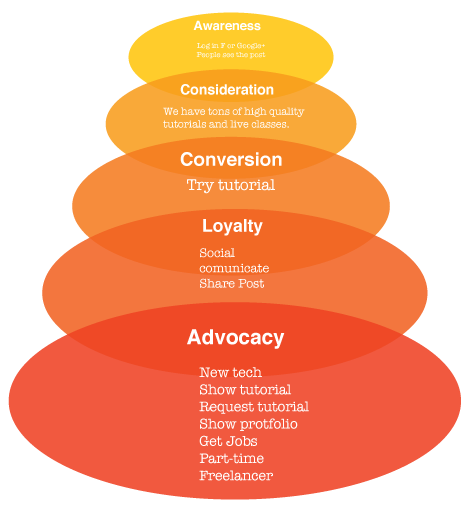 Awareness
Log in F or Google+
People see the post
Consideration
We have tons of high quality
tutorials and live classes.
Conversion
Try tutorial
Loyalty
Social
comunicate
Share Post
Advocacy
New tech
Show tutorial
Request tutorial
Show protfolio
Get Jobs
Part-time
Freelancer